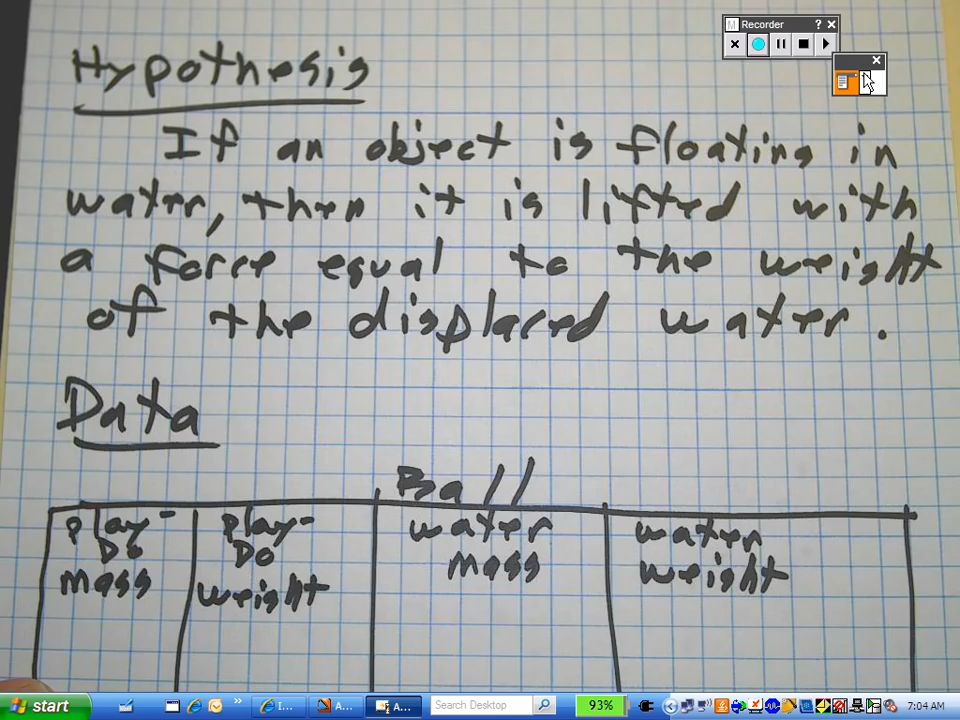 Recorder
Hypothesis
If an object is floating in
water, then it is lifted with
a force equal to the weight
of the displaced water.
Data
Ball
Play-
Do
mass
Play-
Do
weight
water
mass
water
weight
start
I...
A...
A...
Search Desktop
93%
7:04 AM